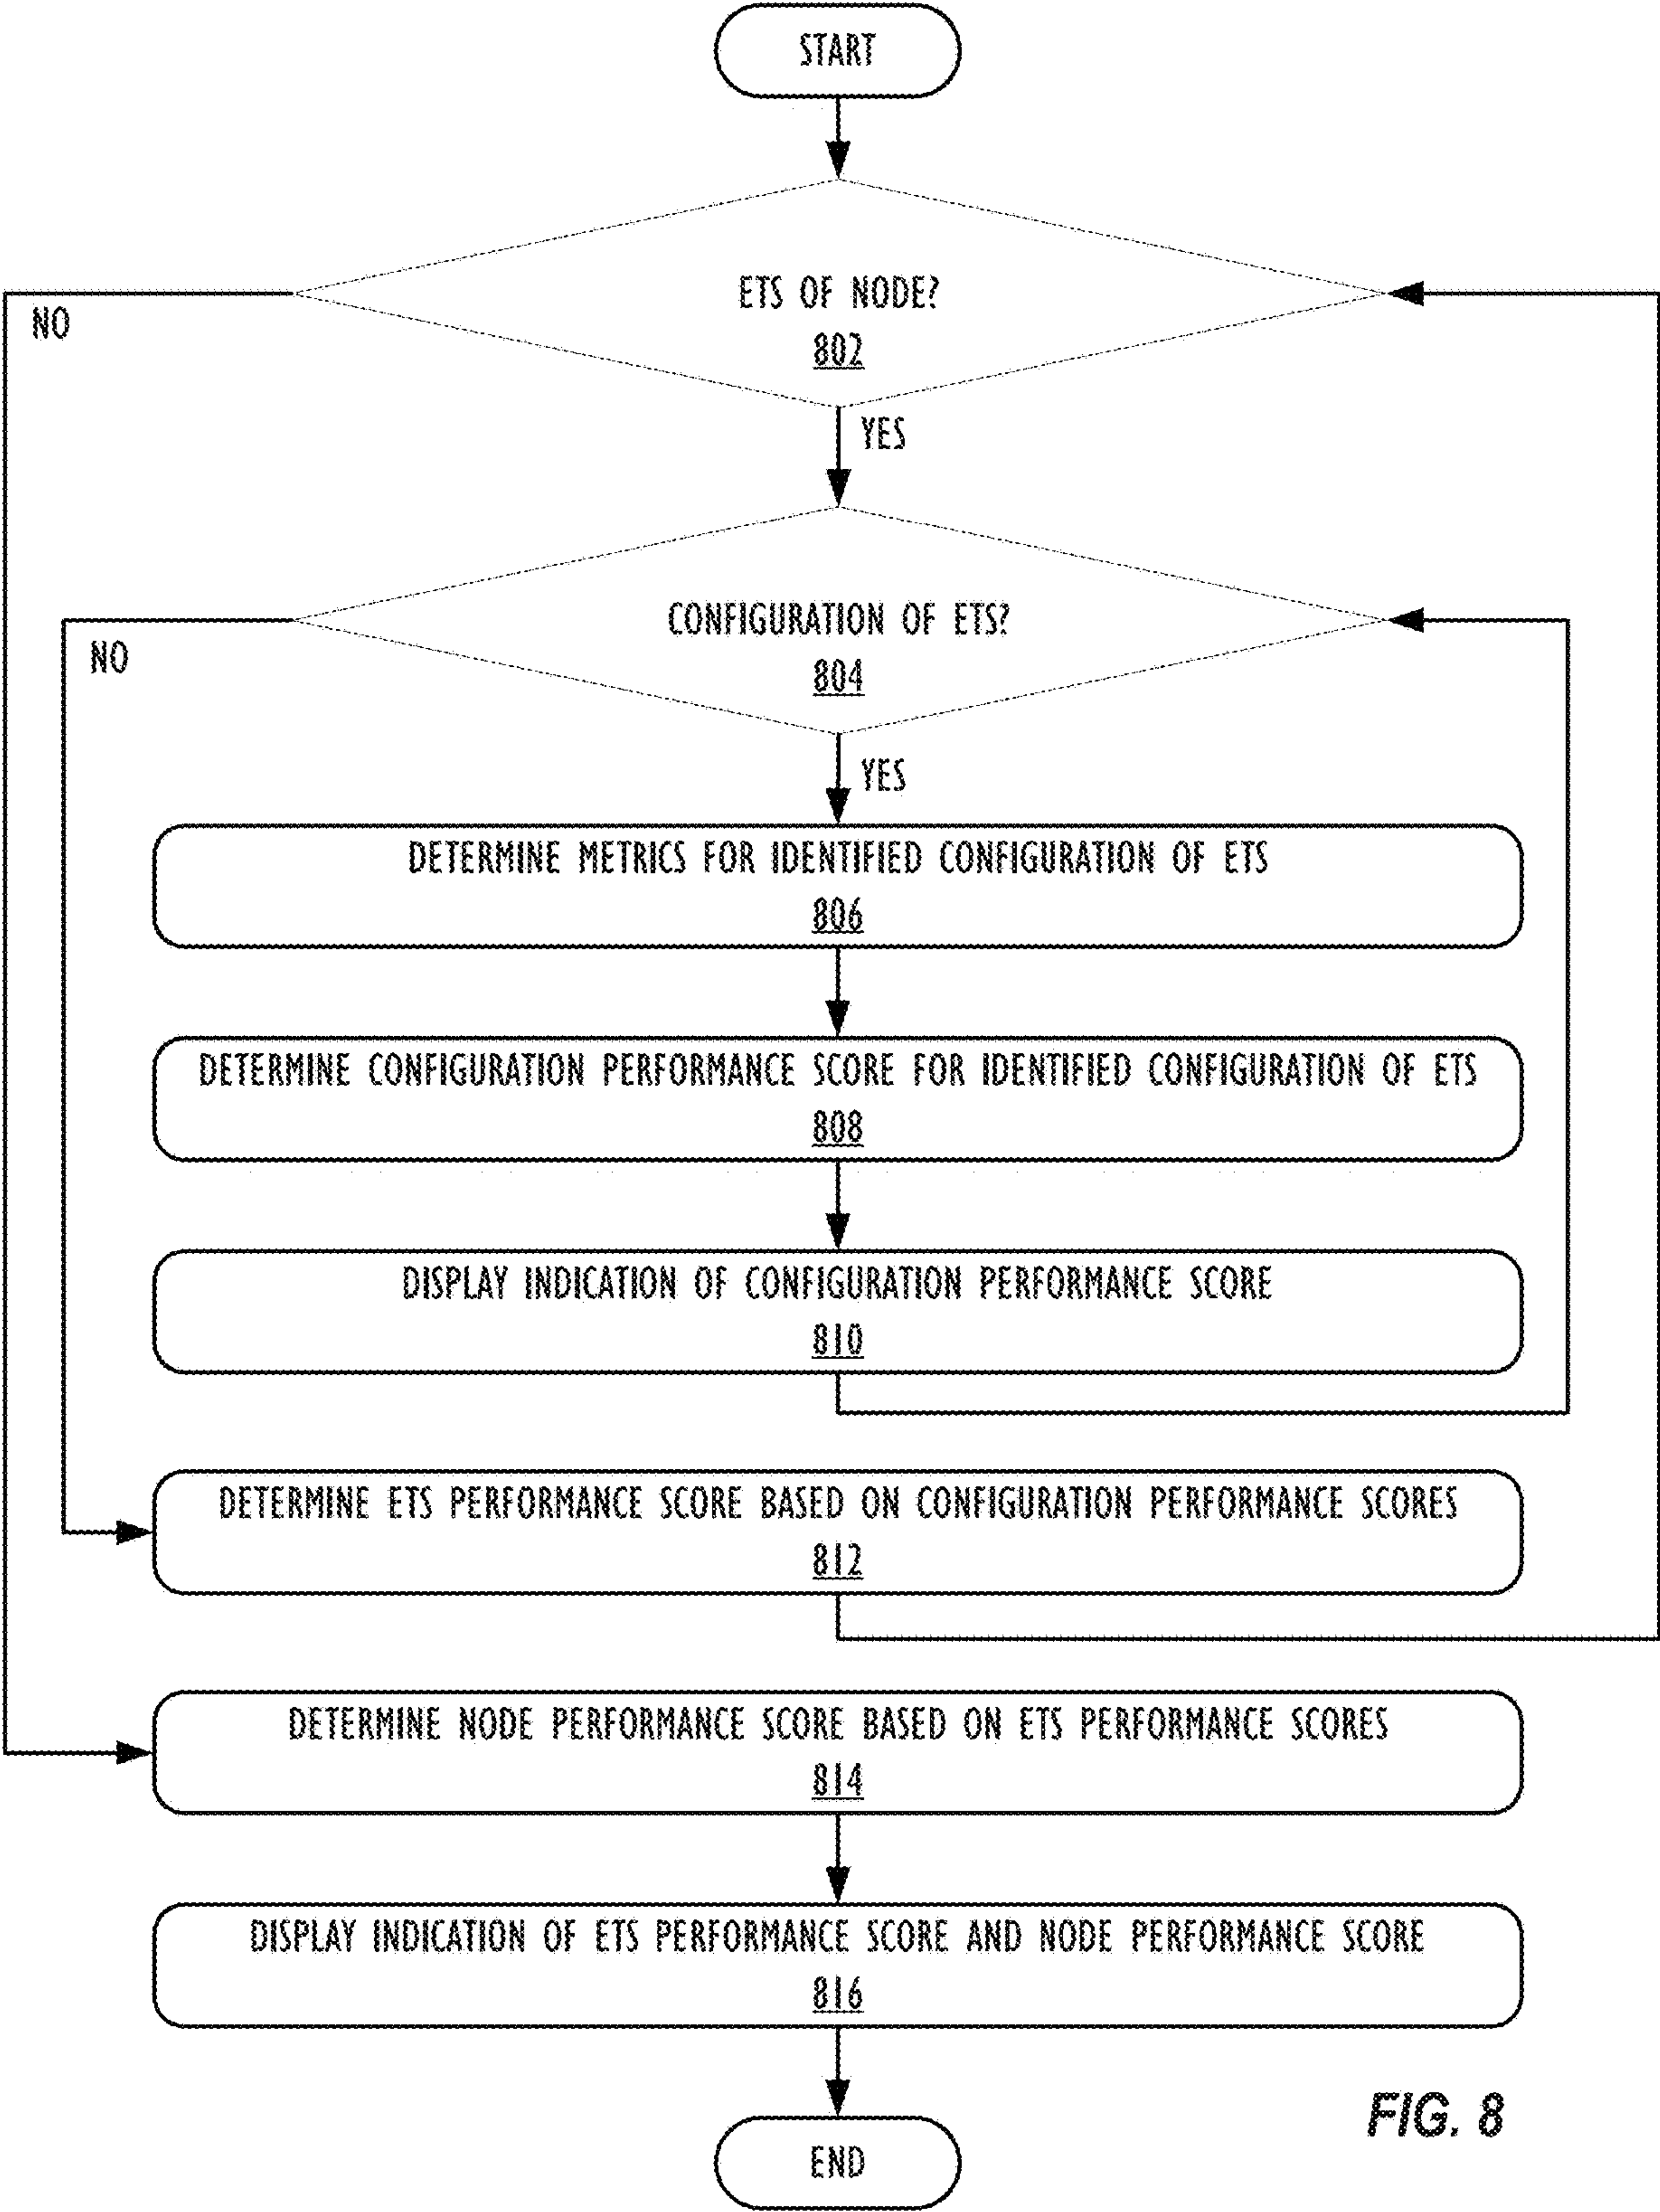 START
ETS OF NODE?
802
NO
YES
CONFIGURATION OF ETS?
804
NO
YES
DETERMINE METRICS FOR IDENTIFIED CONFIGURATION OF ETS
806
DETERMINE CONFIGURATION PERFORMANCE SCORE FOR IDENTIFIED CONFIGURATION OF ETS
808
DISPLAY INDICATION OF CONFIGURATION PERFORMANCE SCORE
810
DETERMINE ETS PERFORMANCE SCORE BASED ON CONFIGURATION PERFORMANCE SCORES
812
DETERMINE NODE PERFORMANCE SCORE BASED ON ETS PERFORMANCE SCORES
814
DISPLAY INDICATION OF ETS PERFORMANCE SCORE AND NODE PERFORMANCE SCORE
816
END
FIG. 8